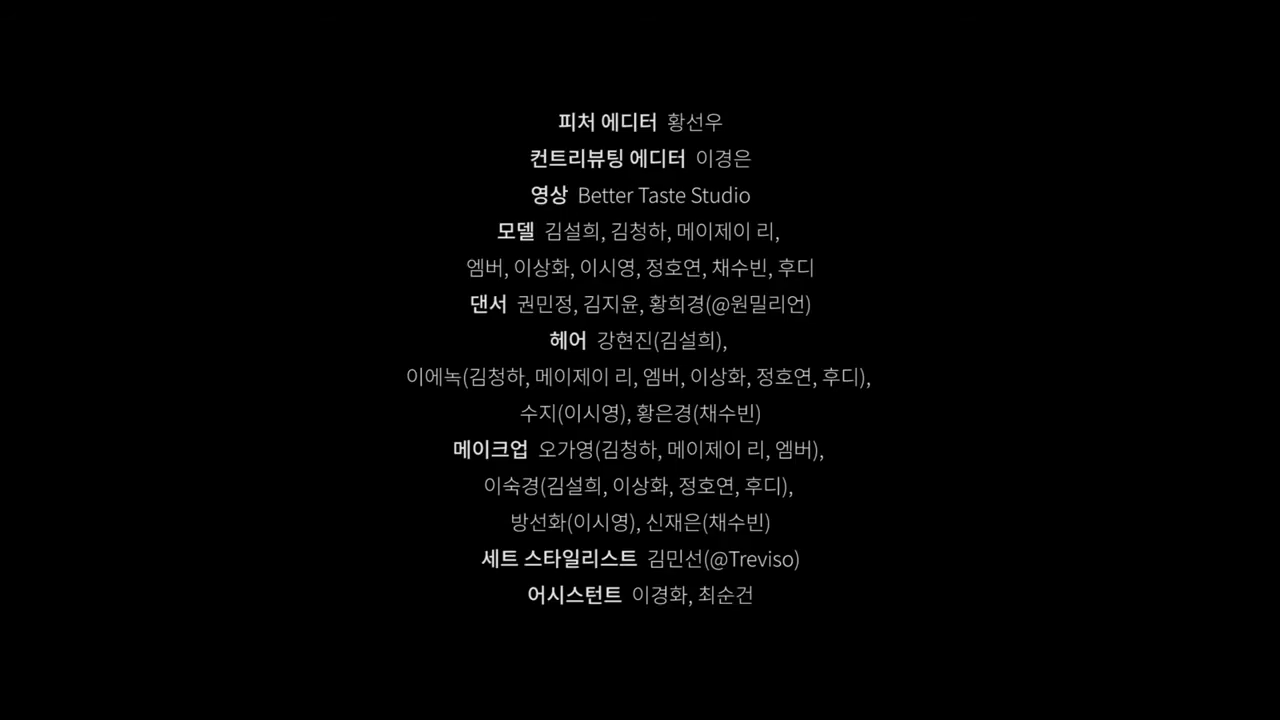 피처 에디터 황선우
컨트리뷰팅 에디터 이경은
영상 Better Taste Studio
모델 김설희, 김청하, 메이제이 리,
엠버, 이상화, 이시영, 정호연, 채수빈, 후디
댄서 권민정, 김지윤, 황희경(@원밀리언)
헤어 강현진(김설희),
이에녹(김청하, 메이제이 리, 엠버, 이상화, 정호연, 후디),
수지(이시영), 황은경(채수빈)
메이크업 오가영(김청하, 메이제이 리, 엠버),
이숙경(김설희, 이상화, 정호연, 후디),
방선화(이시영), 신재은(채수빈)
세트 스타일리스트 김민선(@Treviso)
어시스턴트 이경화, 최순건